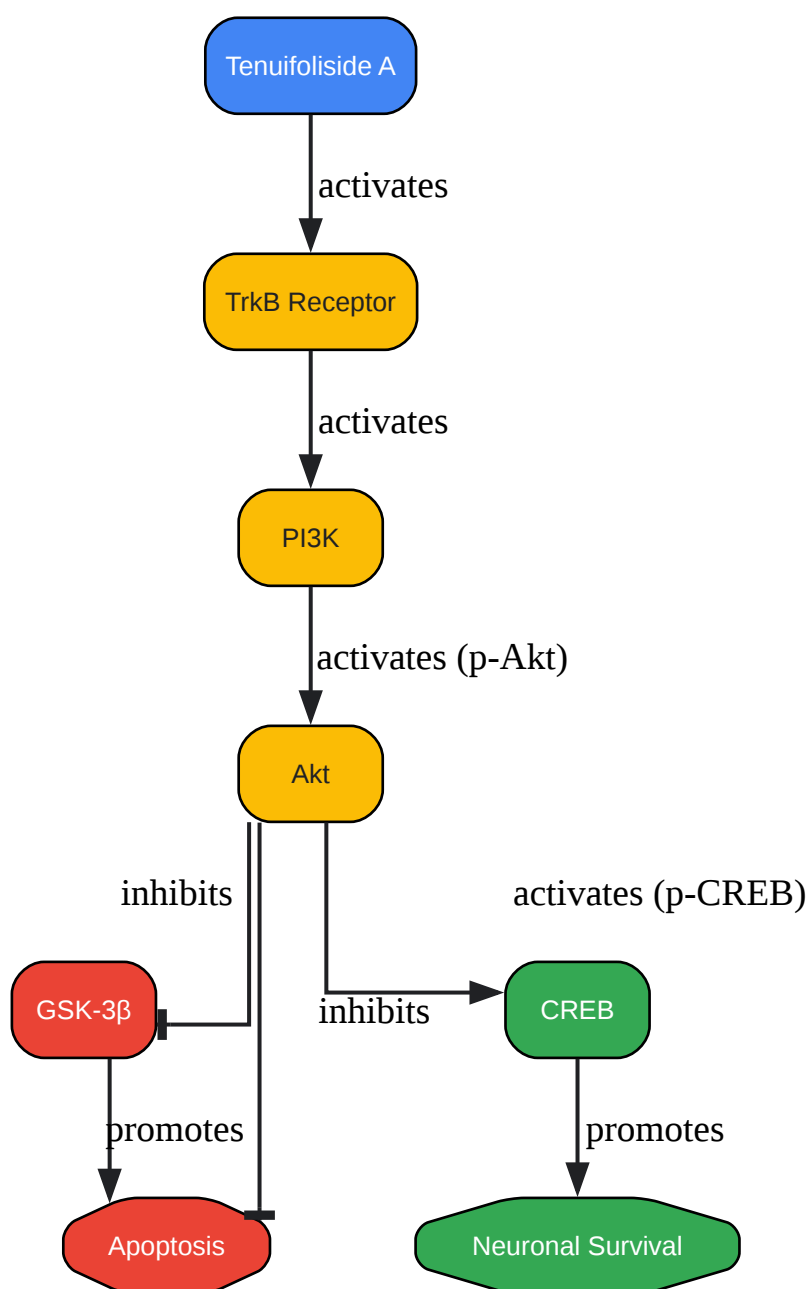 Tenuifoliside A
activates
TrkB Receptor
activates
PI3K
activates (p-Akt)
Akt
inhibits
activates (p-CREB)
GSK-3β
inhibits
CREB
promotes
promotes
Apoptosis
Neuronal Survival